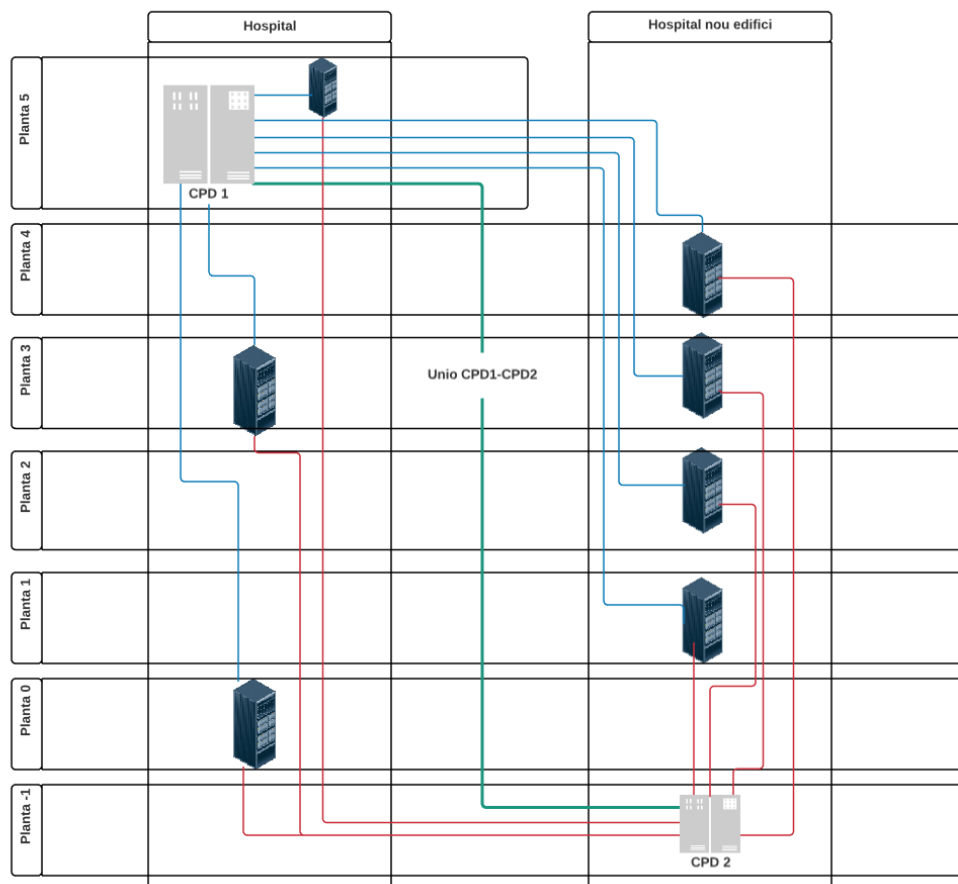 Hospital
Hospital nou edifici
Planta 5
CPD 1
Planta 4
Planta 3
Unio CPD1-CPD2
Planta 2
Planta 1
Planta 0
Planta -1
CPD 2